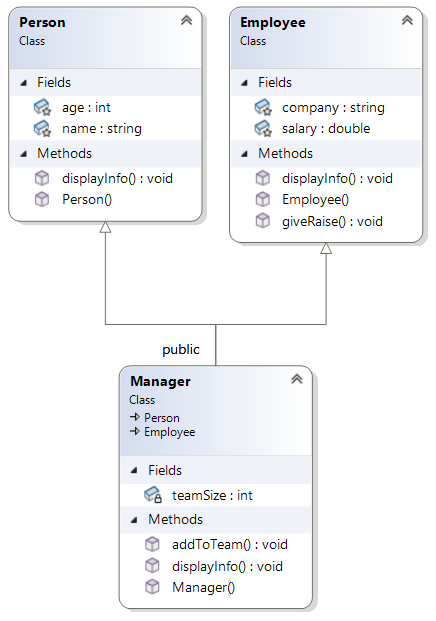 Person
Class
Fields
age : int
name : string
Methods
displayInfo() : void
Person()
Employee
Class
Fields
company : string
salary : double
Methods
displayInfo() : void
Employee()
giveRaise() : void
public
Manager
Class
Person
Employee
Fields
teamSize : int
Methods
addToTeam() : void
displayInfo() : void
Manager()